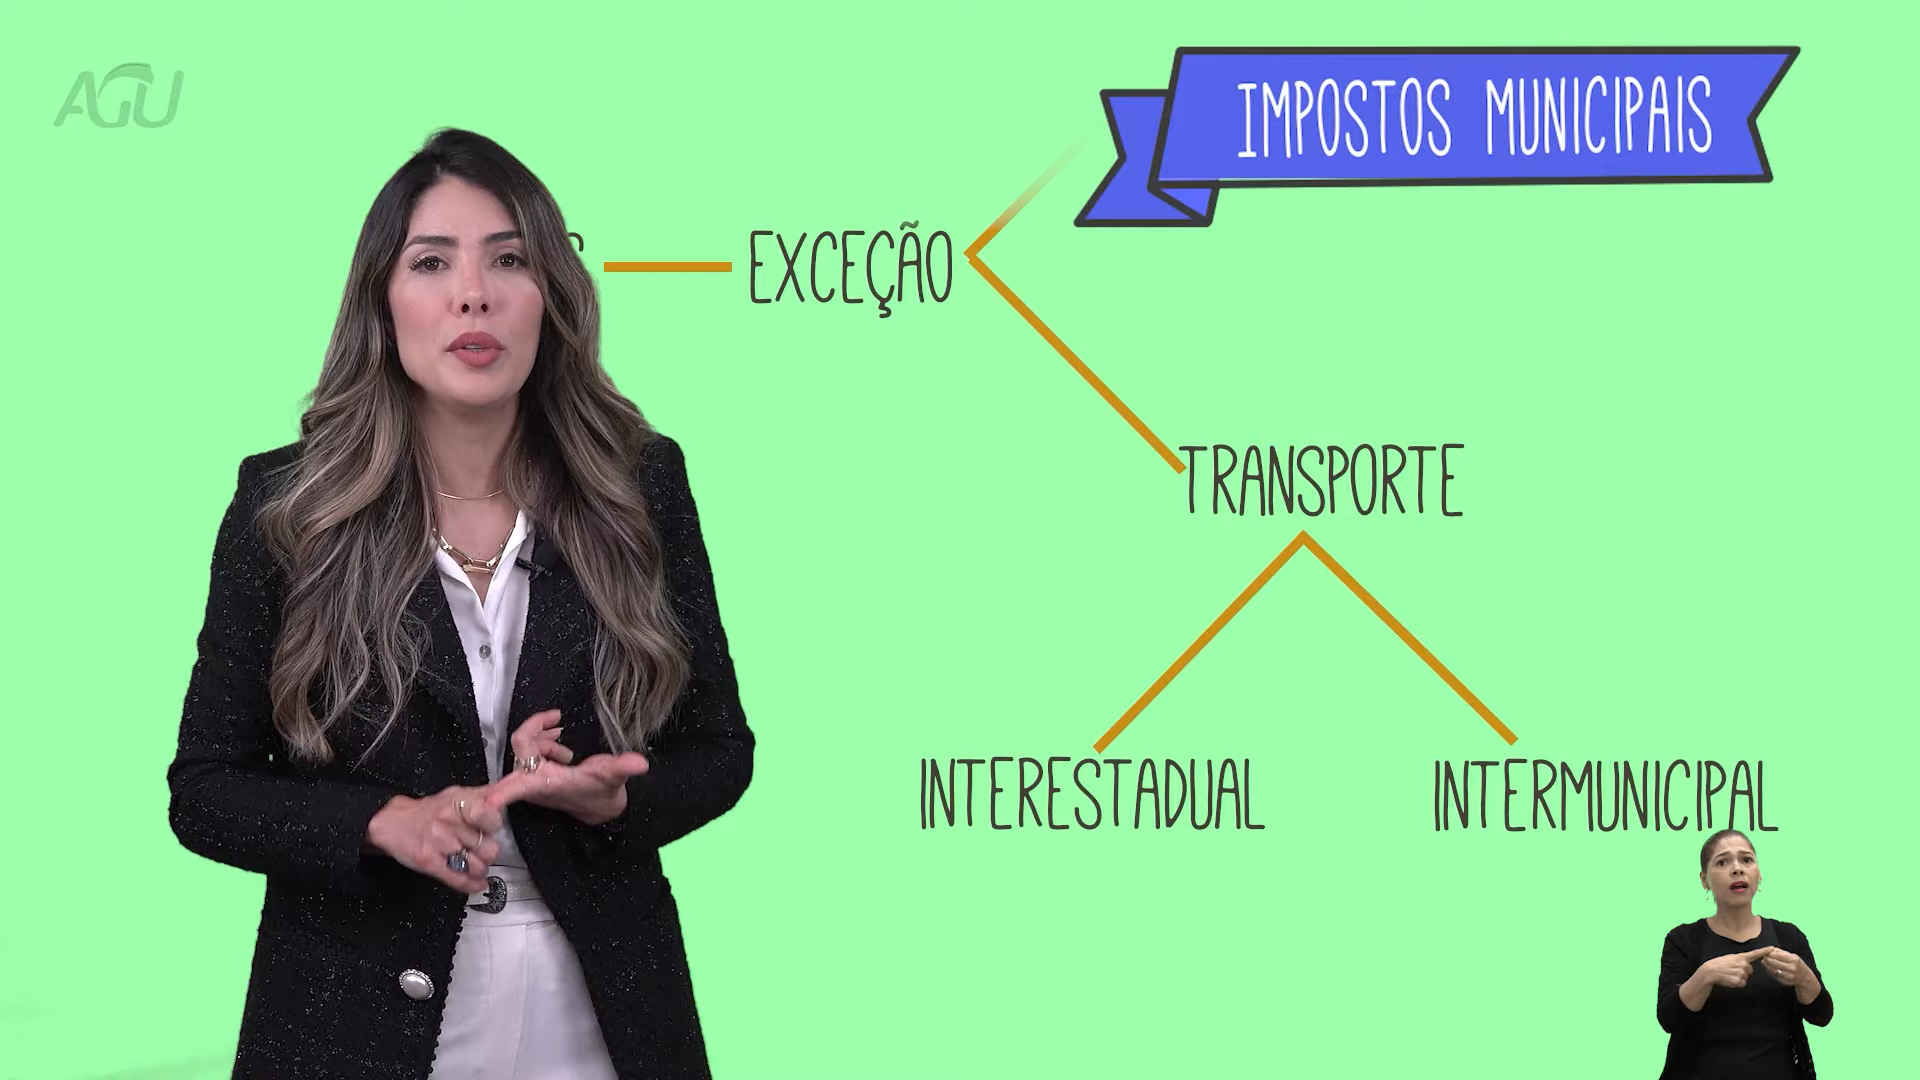 AGU
IMPOSTOS MUNICIPAIS
EXCEÇÃO
TRANSPORTE
INTERESTADUAL
INTERMUNICIPAL